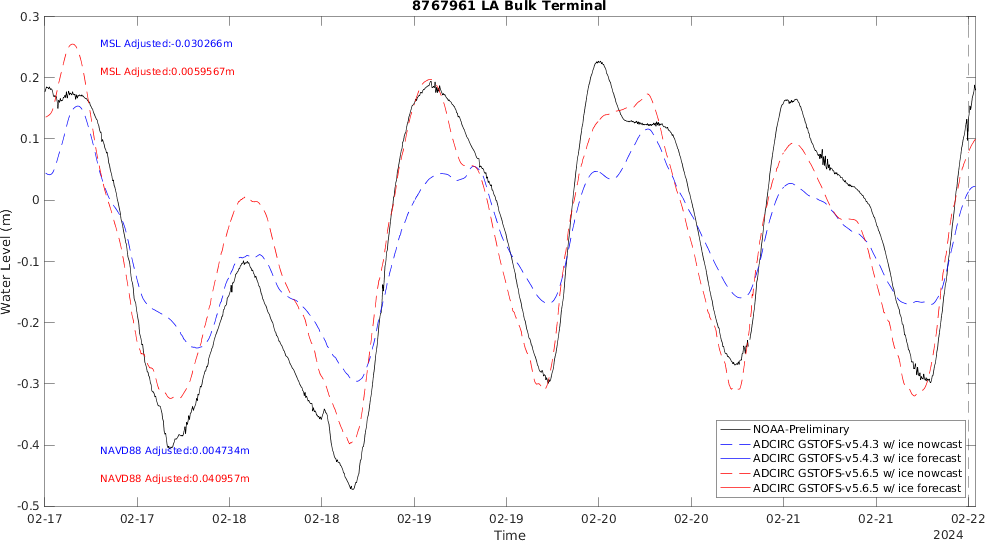 8767961 LA Bulk Terminal
0.3
0.2
0.1
0
-0.1
-0.2
-0.3
-0.4
-0.5
Water Level (m)
MSL Adjusted:-0.030266m
MSL Adjusted:0.0059567m
NAVD88 Adjusted:0.004734m
NAVD88 Adjusted:0.040957m
NOAA-Preliminary
ADCIRC GSTOFS-v5.4.3 w/ ice nowcast
ADCIRC GSTOFS-v5.4.3 w/ ice forecast
ADCIRC GSTOFS-v5.6.5 w/ ice nowcast
ADCIRC GSTOFS-v5.6.5 w/ ice forecast
02-17 02-17 02-18 02-18 02-19 02-19 02-20 02-20 02-21 02-21 02-22
2024
Time